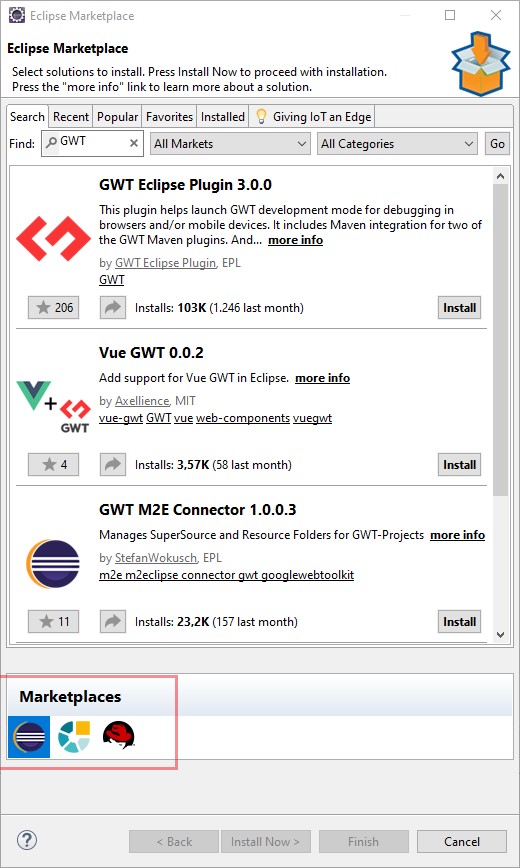 Eclipse Marketplace
Eclipse Marketplace
Select solutions to install. Press Install Now to proceed with installation.
Press the "more info" link to learn more about a solution.
Search Recent Popular Favorites Installed Giving IoT an Edge
Find: GWT All Markets All Categories Go
GWT Eclipse Plugin 3.0.0
This plugin helps launch GWT development mode for debugging in
browsers and/or mobile devices. It includes Maven integration for two of
the GWT Maven plugins. And... more info
by GWT Eclipse Plugin, EPL
GWT
206 Installs: 103K (1.246 last month) Install
Vue GWT 0.0.2
Add support for Vue GWT in Eclipse. more info
GWT
by Axellience, MIT
vue-gwt GWT vue web-components vuegwt
4 Installs: 3,57K (58 last month) Install
GWT M2E Connector 1.0.0.3
Manages SuperSource and Resource Folders for GWT-Projects more info
by StefanWokusch, EPL
m2e m2eclipse connector gwt googlewebtoolkit
11 Installs: 23,2K (157 last month) Install
Marketplaces
? < Back Install Now > Finish Cancel